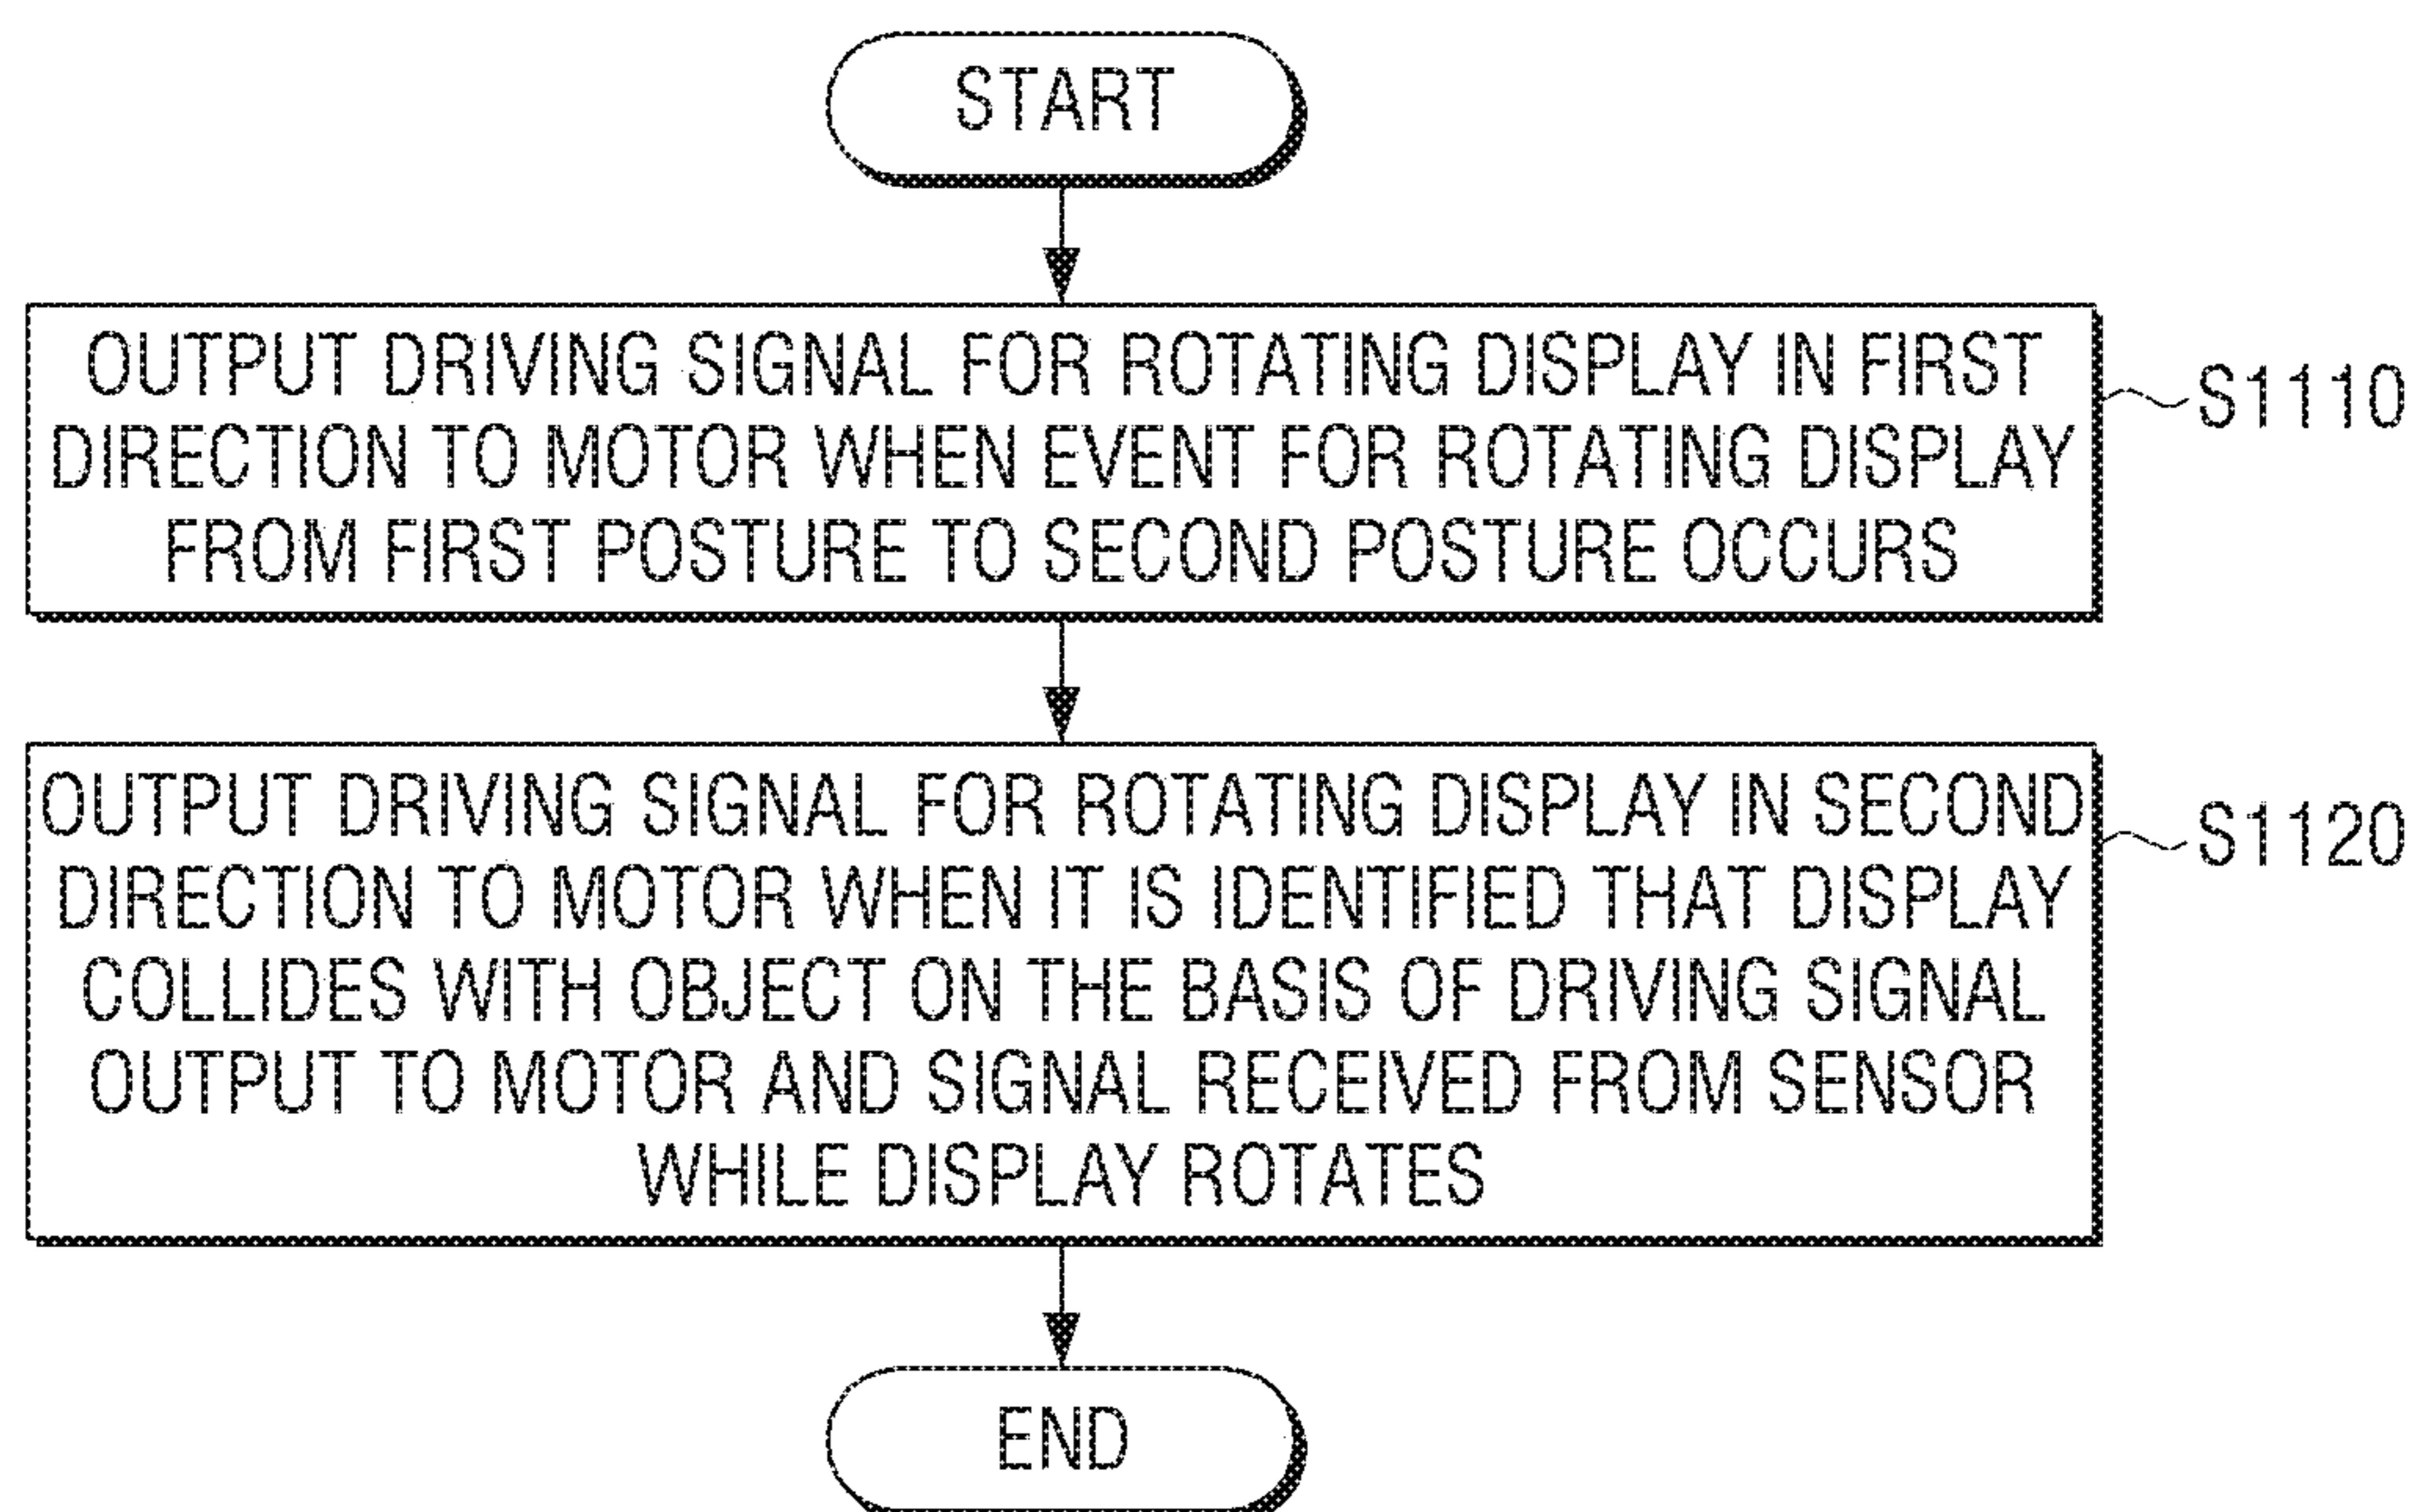 START
OUTPUT DRIVING SIGNAL FOR ROTATING DISPLAY IN FIRST
DIRECTION TO MOTOR WHEN EVENT FOR ROTATING DISPLAY
FROM FIRST POSTURE TO SECOND POSTURE OCCURS
S1110
OUTPUT DRIVING SIGNAL FOR ROTATING DISPLAY IN SECOND
DIRECTION TO MOTOR WHEN IT IS IDENTIFIED THAT DISPLAY
COLLIDES WITH OBJECT ON THE BASIS OF DRIVING SIGNAL
OUTPUT TO MOTOR AND SIGNAL RECEIVED FROM SENSOR
WHILE DISPLAY ROTATES
S1120
END